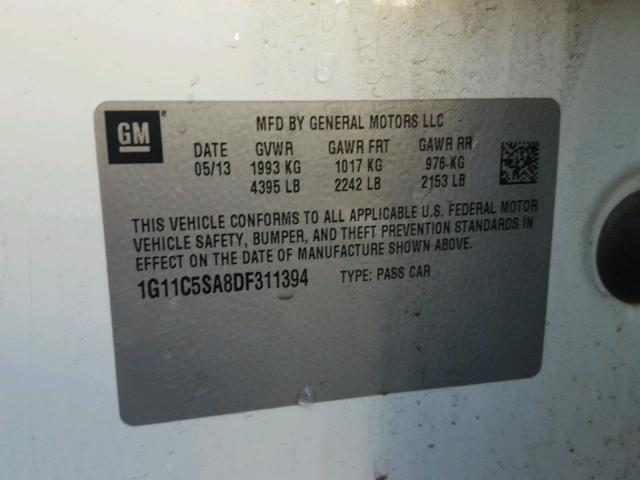 GM
MFD BY GENERAL MOTORS LLC
DATE GVWR GAWR FRT GAWR RR
05/13 1993 KG 1017 KG 976 KG
4395 LB 2242 LB 2153 LB
THIS VEHICLE CONFORMS TO ALL APPLICABLE U.S. FEDERAL MOTOR
VEHICLE SAFETY, BUMPER, AND THEFT PREVENTION STANDARDS IN
EFFECT ON THE DATE OF MANUFACTURE SHOWN ABOVE.
1G11C5SA8DF311394 TYPE: PASS CAR